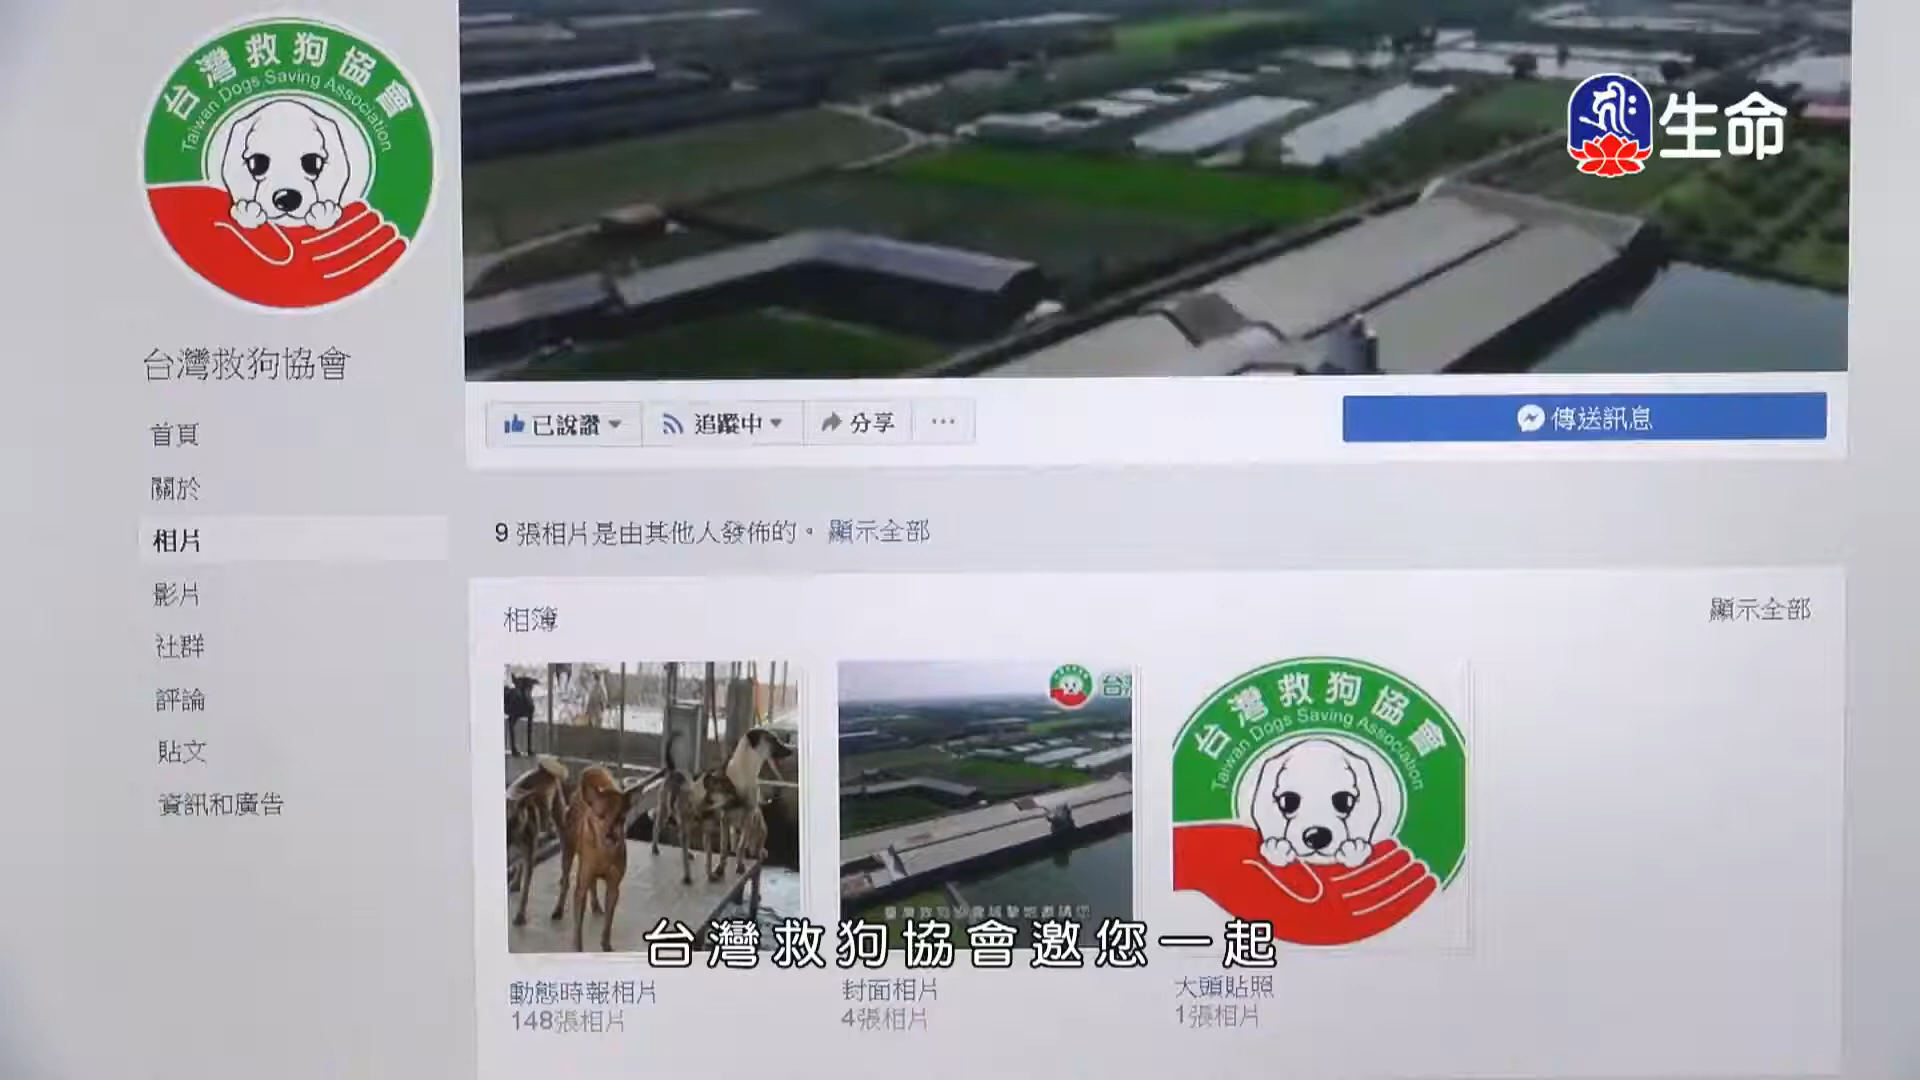 台灣救狗協會
Taiwan Dogs Saving Association
生命
台灣救狗協會
首頁
關於
相片
影片
社群
評論
貼文
資訊和廣告
已說讚
追蹤中
分享
傳送訊息
9 張相片是由其他人發佈的。 顯示全部
相簿
顯示全部
台灣救狗協會
Taiwan Dogs Saving Association
台灣救狗協會邀您一起
動態時報相片
148張相片
封面相片
4張相片
大頭貼照
1張相片